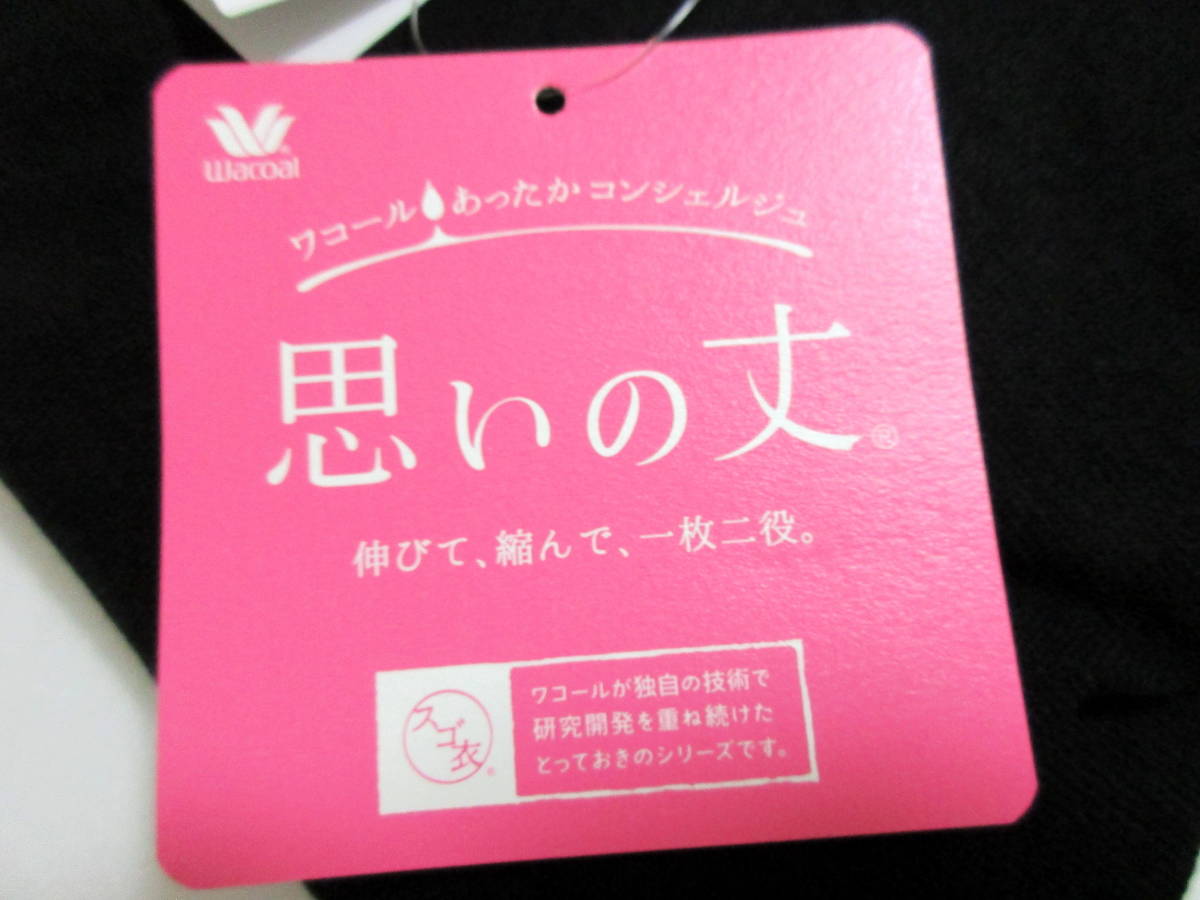 Wacoal
ワコール あったかコンシェルジュ
思いの丈®
伸びて、縮んで、一枚二役。
スゴ衣®
ワコールが独自の技術で
研究開発を重ね続けた
とっておきのシリーズです。